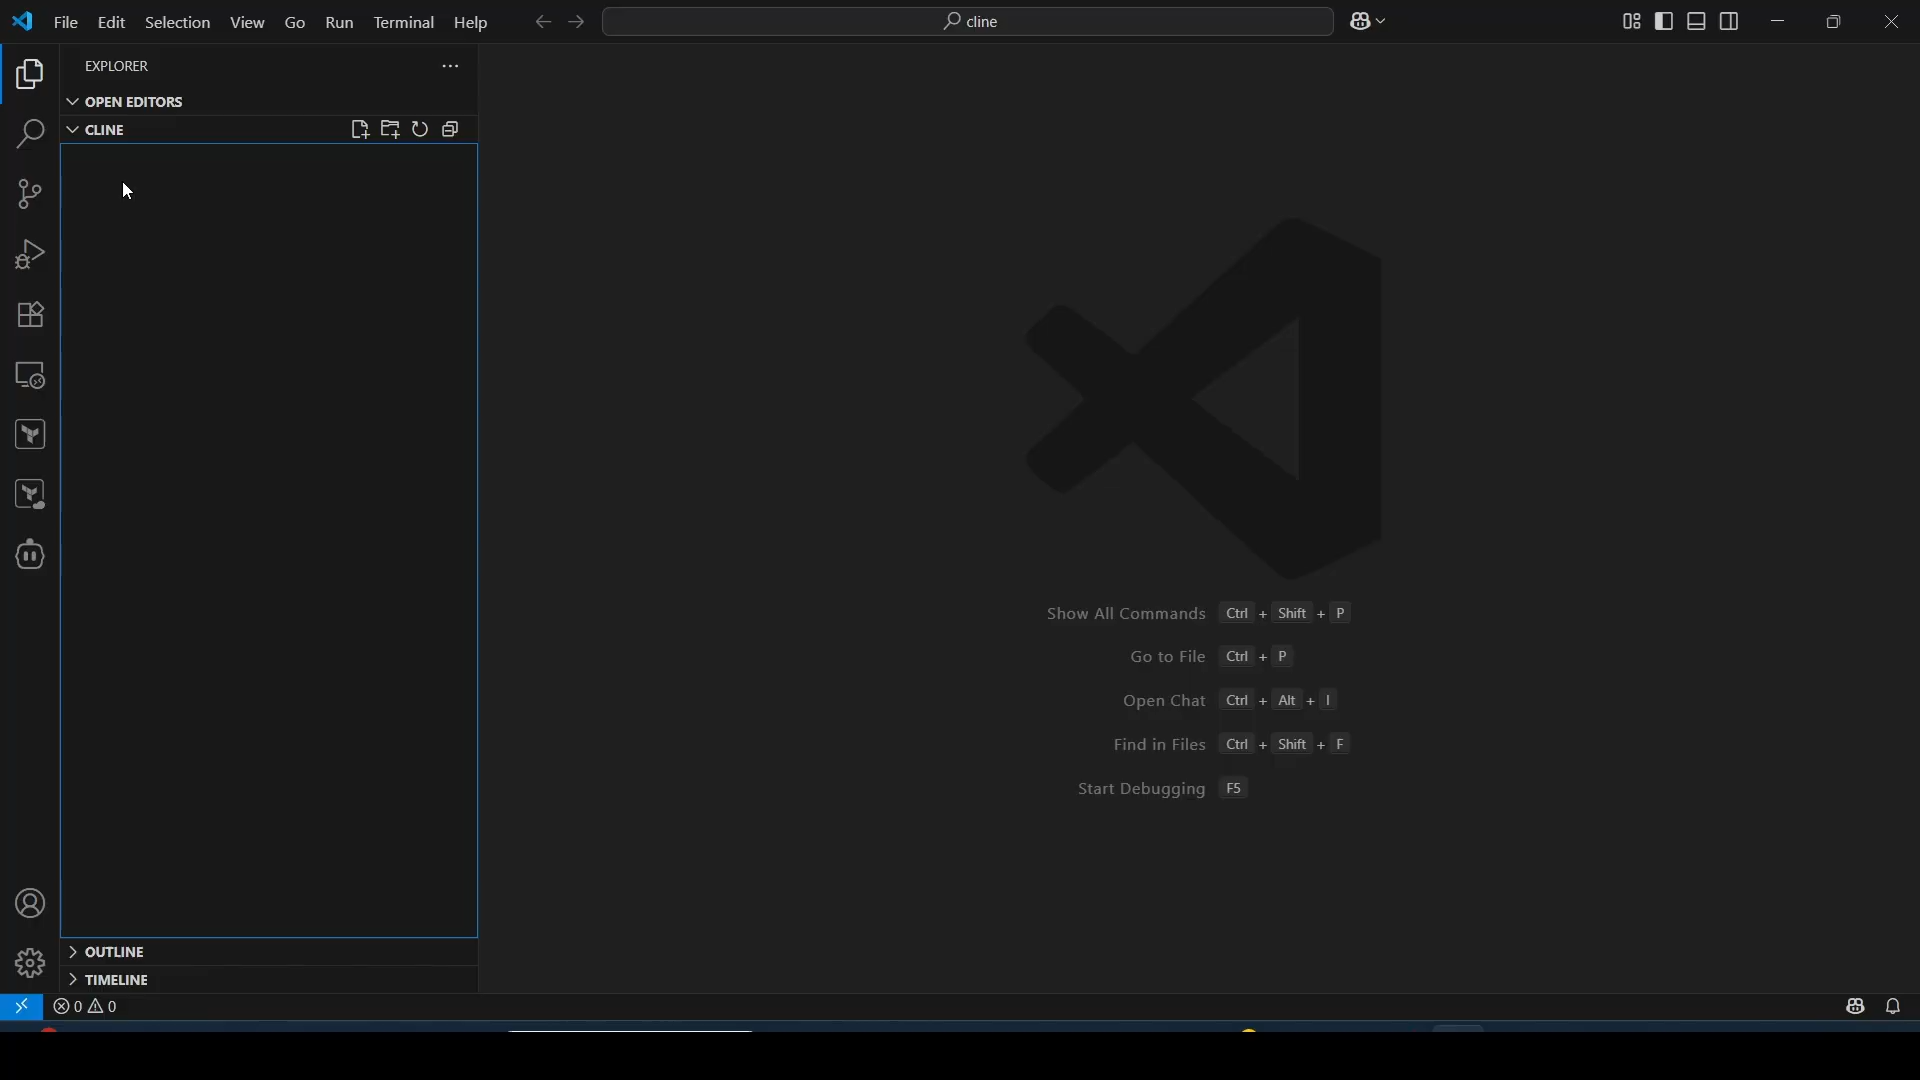 File Edit Selection View Go Run Terminal Help
cline
EXPLORER
OPEN EDITORS
CLINE
Show All Commands Ctrl + Shift + P
Go to File Ctrl + P
Open Chat Ctrl + Alt + I
Find in Files Ctrl + Shift + F
Start Debugging F5
OUTLINE
TIMELINE
0 0